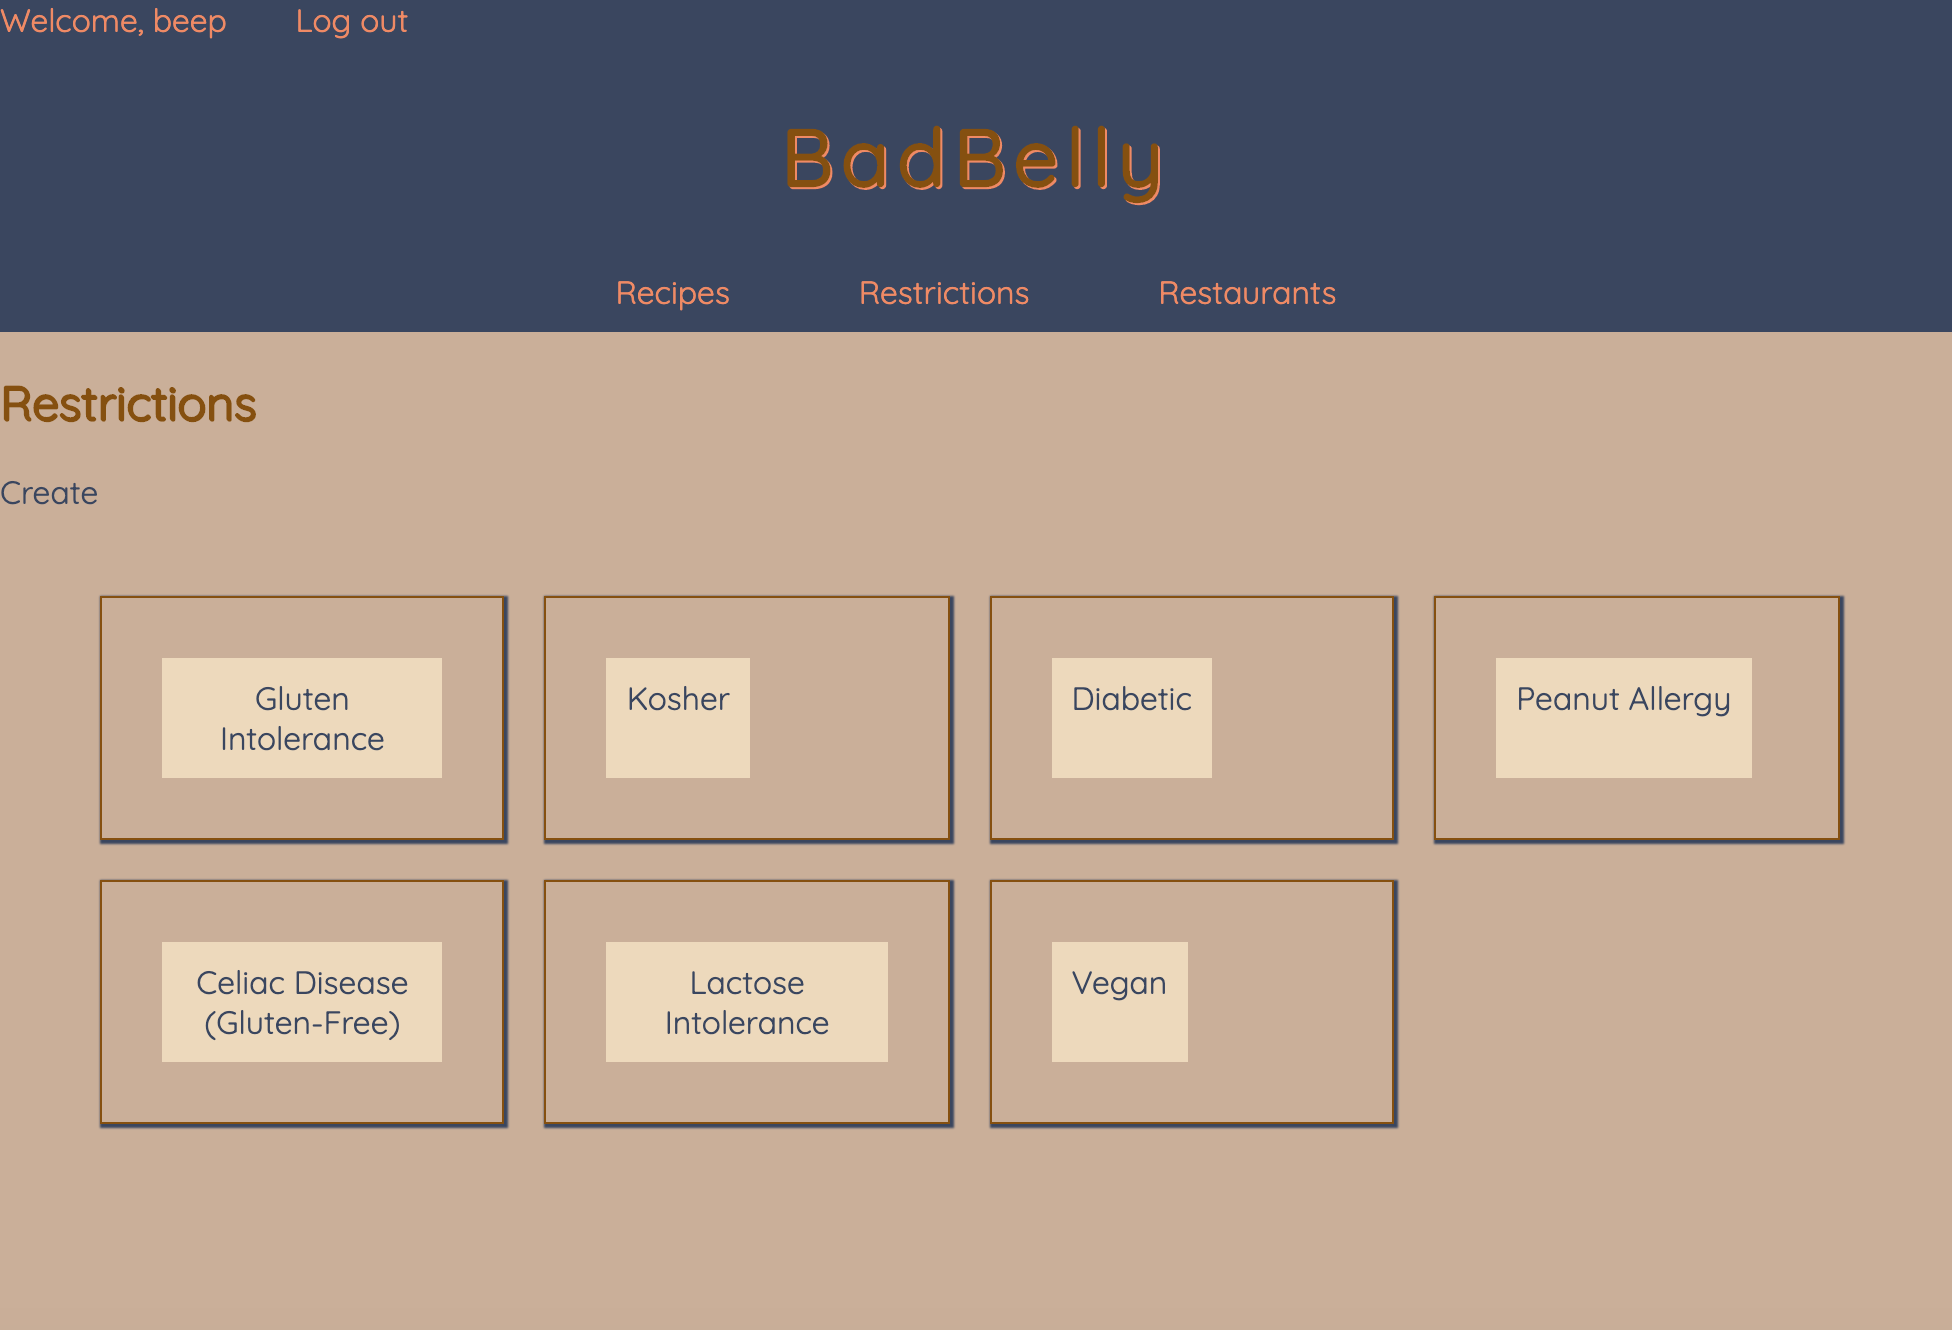 Welcome, beep Log out
BadBelly
Recipes Restrictions Restaurants
Restrictions
Create
Gluten
Intolerance
Kosher
Diabetic
Peanut Allergy
Celiac Disease
(Gluten-Free)
Lactose
Intolerance
Vegan